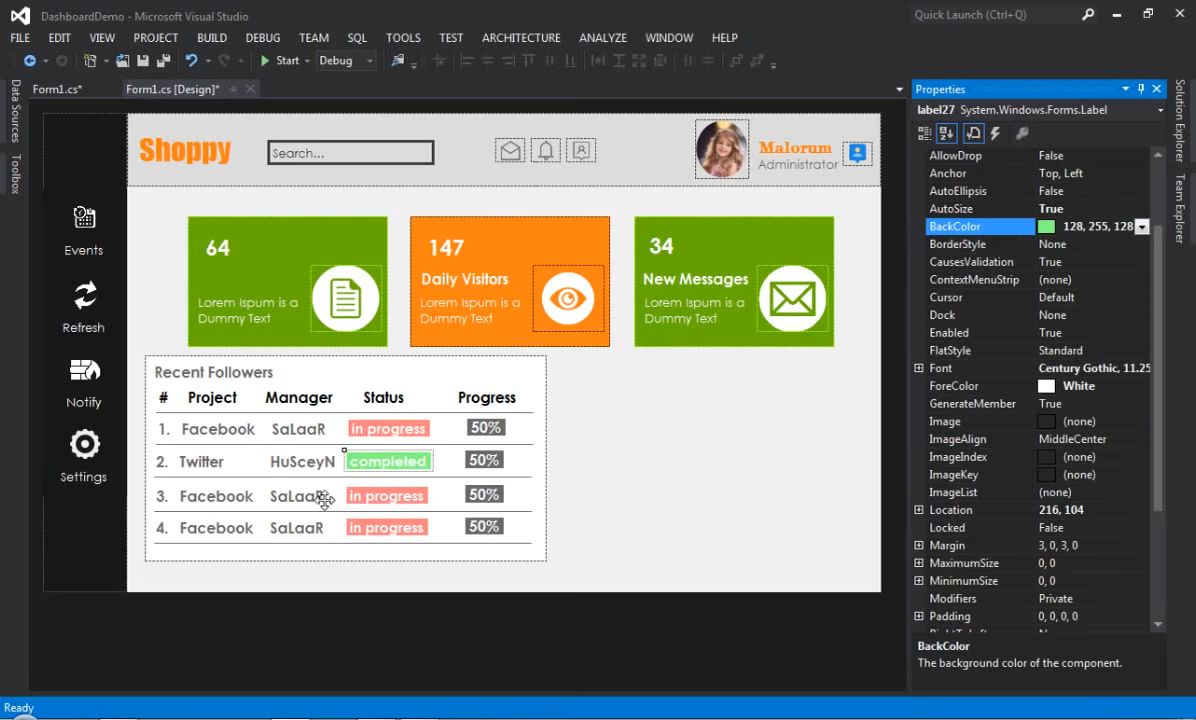 DashboardDemo - Microsoft Visual Studio
Quick Launch (Ctrl+Q)
FILE EDIT VIEW PROJECT BUILD DEBUG TEAM SQL TOOLS TEST ARCHITECTURE ANALYZE WINDOW HELP
Start Debug
Data Sources
Toolbox
Form1.cs* Form1.cs [Design]*
Shoppy
Search...
Malorum
Administrator
Events
Refresh
Notify
Settings
64
Lorem Ispum is a
Dummy Text
147
Daily Visitors
Lorem Ispum is a
Dummy Text
34
New Messages
Lorem Ispum is a
Dummy Text
Recent Followers
# Project Manager Status Progress
1. Facebook SaLaaR in progress 50%
2. Twitter HuSceyN completed 50%
3. Facebook SaLaaR in progress 50%
4. Facebook SaLaaR in progress 50%
Properties
label27 System.Windows.Forms.Label
AllowDrop False
Anchor Top, Left
AutoEllipsis False
AutoSize True
BackColor 128, 255, 128
BorderStyle None
CausesValidation True
ContextMenuStrip (none)
Cursor Default
Dock None
Enabled True
FlatStyle Standard
Font Century Gothic, 11.25
ForeColor White
GenerateMember True
Image (none)
ImageAlign MiddleCenter
ImageIndex (none)
ImageKey (none)
ImageList (none)
Location 216, 104
Locked False
Margin 3, 0, 3, 0
MaximumSize 0, 0
MinimumSize 0, 0
Modifiers Private
Padding 0, 0, 0, 0
BackColor
The background color of the component.
Solution Explorer
Team Explorer
Ready